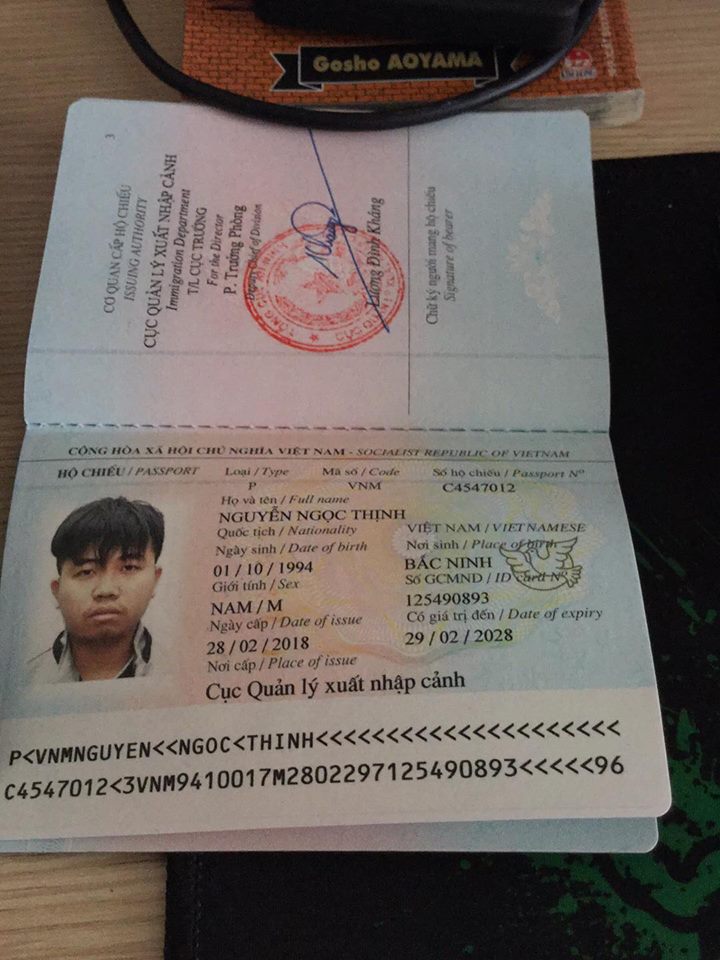 Gosho AOYAMA
3
CƠ QUAN CẤP HỘ CHIẾU
ISSUING AUTHORITY
CỤC QUẢN LÝ XUẤT NHẬP CẢNH
Immigration Department
T/L CỤC TRƯỞNG
For the Director
P. Trưởng Phòng
Chief of Division
Đình Kháng
Chữ ký người mang hộ chiếu
Signature of bearer
CỘNG HÒA XÃ HỘI CHỦ NGHĨA VIỆT NAM - SOCIALIST REPUBLIC OF VIETNAM
HỘ CHIẾU / PASSPORT Loại / Type Mã số / Code Số hộ chiếu / Passport Nº
P VNM C4547012
Họ và tên / Full name
NGUYỄN NGỌC THỊNH
Quốc tịch / Nationality VIỆT NAM / VIETNAMESE
Ngày sinh / Date of birth Nơi sinh / Place of birth
01 / 10 / 1994 BẮC NINH
Giới tính / Sex Số GCMND / ID card Nº
NAM / M 125490893
Ngày cấp / Date of issue Có giá trị đến / Date of expiry
28 / 02 / 2018 29 / 02 / 2028
Nơi cấp / Place of issue
Cục Quản lý xuất nhập cảnh
P<VNMNGUYEN<<NGOC<THINH<<<<<<<<<<<<<<<<<<<<<
C4547012<3VNM9410017M2802297125490893<<<<<96